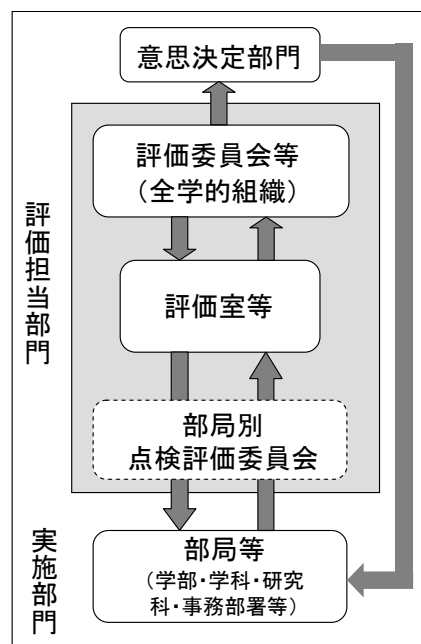 意思決定部門
評価委員会等
（全学的組織）
評価担当部門
評価室等
部局別
点検評価委員会
実施部門
部局等
（学部・学科・研究
科・事務部署等）